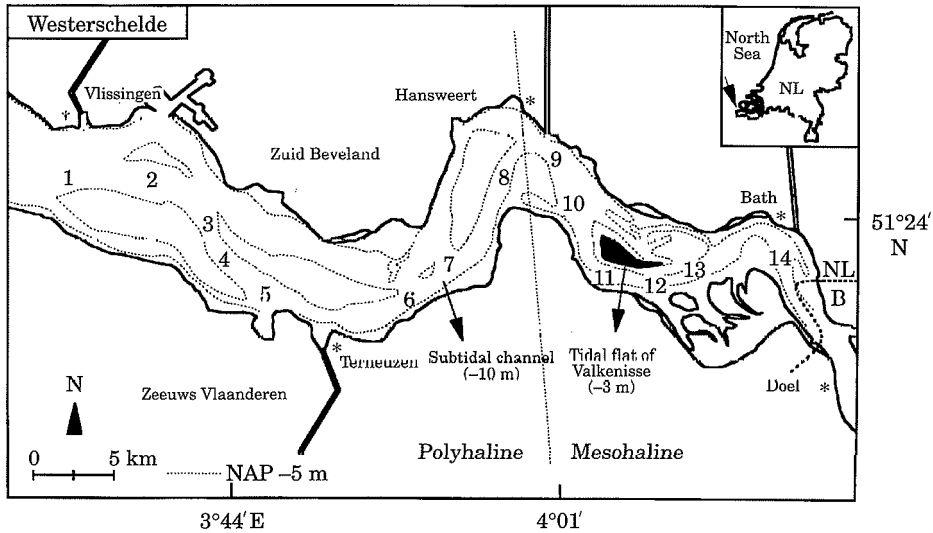 Westerschelde
North
Sea
NL
Vlissingen
Hansweert
Zuid Beveland
Bath
51°24′
N
1
2
3
4
5
6
7
8
9
10
11
12
13
14
NL
B
Terneuzen
Subtidal channel
(–10 m)
Tidal flat of
Valkenisse
(–3 m)
Doel
Zeeuws Vlaanderen
N
0 5 km
NAP –5 m
Polyhaline
Mesohaline
3°44′ E
4°01′